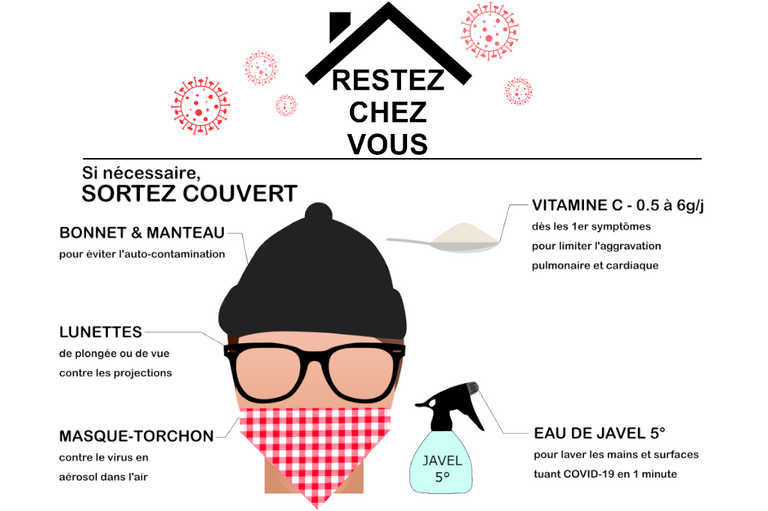 RESTEZ
CHEZ
VOUS
Si nécessaire,
SORTEZ COUVERT
BONNET & MANTEAU
pour éviter l'auto-contamination
LUNETTES
de plongée ou de vue
contre les projections
MASQUE-TORCHON
contre le virus en
aérosol dans l'air
VITAMINE C - 0.5 à 6g/j
dès les 1er symptômes
pour limiter l'aggravation
pulmonaire et cardiaque
JAVEL
5°
EAU DE JAVEL 5°
pour laver les mains et surfaces
tuant COVID-19 en 1 minute